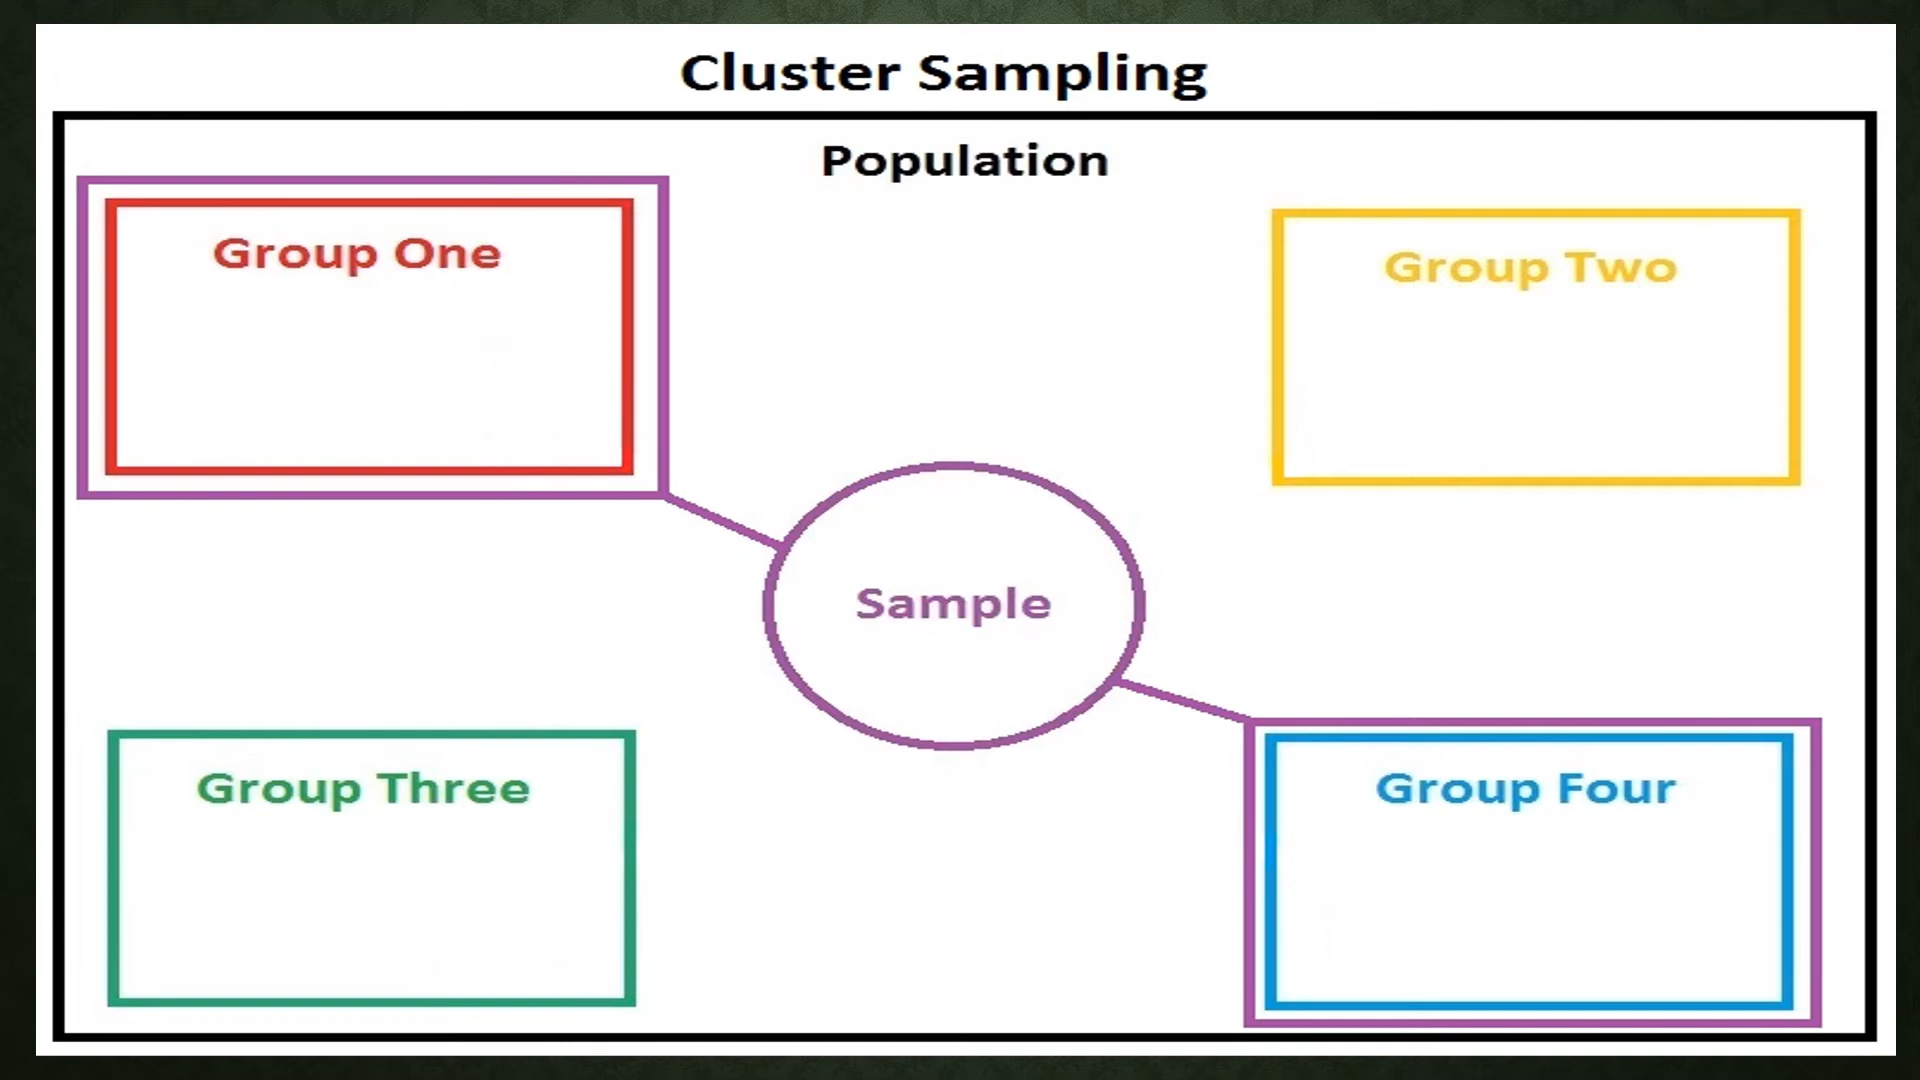 Cluster Sampling
Population
Group One
Group Two
Sample
Group Three
Group Four